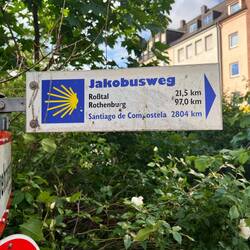 Jakobusweg
Roßtal 21,5 km
Rothenburg 97,0 km
Santiago de Compostela 2804 km